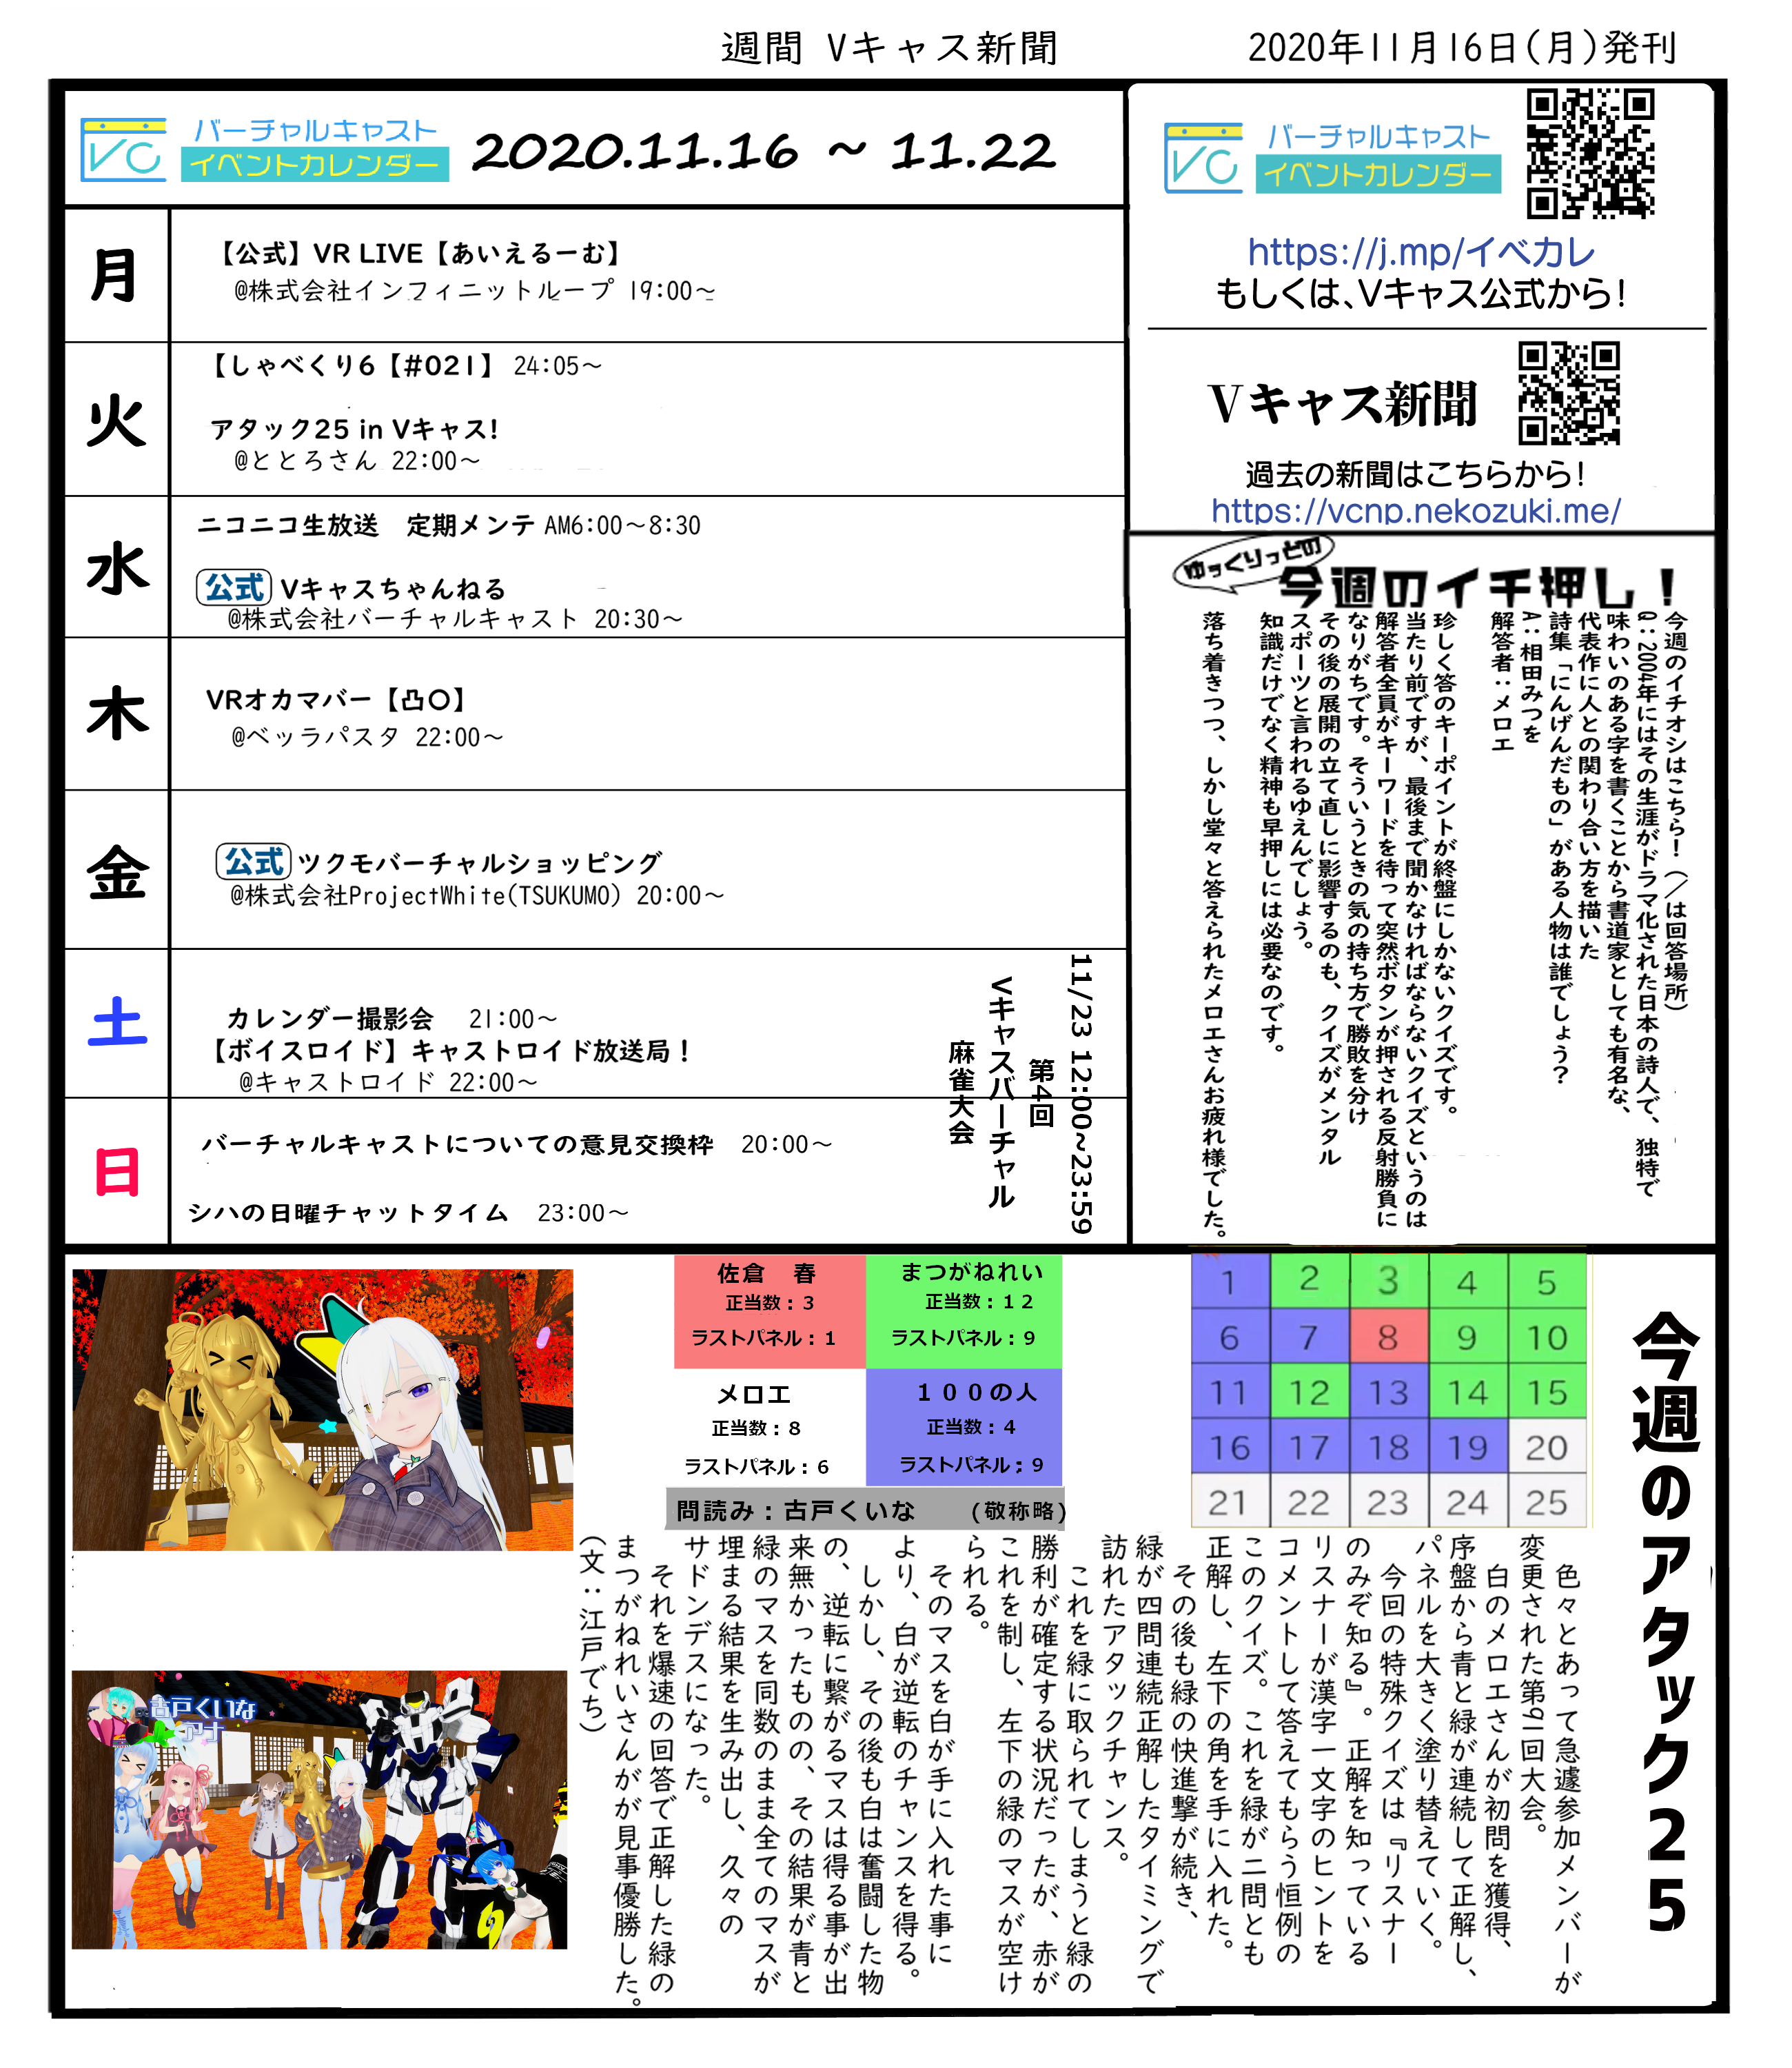 週間 Vキャス新聞
2020年11月16日(月)発刊
バーチャルキャスト
イベントカレンダー
2020.11.16 ~ 11.22
月
【公式】VR LIVE【あいえるーむ】
@株式会社インフィニットループ 19:00～
火
【しゃべくり6【#021】 24:05～
アタック25 in Vキャス!
@ととろさん 22:00～
水
ニコニコ生放送 定期メンテ AM6:00～8:30
公式 Vキャスちゃんねる
@株式会社バーチャルキャスト 20:30～
木
VRオカマバー【凸〇】
@ベッラパスタ 22:00～
金
公式 ツクモバーチャルショッピング
@株式会社ProjectWhite(TSUKUMO) 20:00～
土
カレンダー撮影会 21:00～
【ボイスロイド】キャストロイド放送局!
@キャストロイド 22:00～
日
バーチャルキャストについての意見交換枠 20:00～
シハの日曜チャットタイム 23:00～
11/23 12:00~23:59
第4回
Vキャスバーチャル
麻雀大会
バーチャルキャスト
イベントカレンダー
https://j.mp/イベカレ
もしくは、Vキャス公式から!
Vキャス新聞
過去の新聞はこちらから!
https://vcnp.nekozuki.me/
ゆっくりっどの
今週のイチ押し!
今週のイチオシはこちら!(／は回答場所)
Q:2004年にはその生涯がドラマ化された日本の詩人で、独特で
味わいのある字を書くことから書道家としても有名な、
代表作に人との関わり合い方を描いた
詩集「にんげんだもの」がある人物は誰でしょう?
A:相田みつを
解答者:メロエ
珍しく答のキーポイントが終盤にしかないクイズです。
当たり前ですが、最後まで聞かなければならないクイズというのは
解答者全員がキーワードを待って突然ボタンが押される反射勝負に
なりがちです。そういうときの気の持ち方で勝敗を分け
その後の展開の立て直しに影響するのも、クイズがメンタル
スポーツと言われるゆえんでしょう。
知識だけでなく精神も早押しには必要なのです。
落ち着きつつ、しかし堂々と答えられたメロエさんお疲れ様でした。
今週のアタック25
佐倉 春
正当数:3
ラストパネル:1
まつがねれい
正当数:12
ラストパネル:9
メロエ
正当数:8
ラストパネル:6
100の人
正当数:4
ラストパネル:9
問読み:古戸くいな (敬称略)
1 2 3 4 5
6 7 8 9 10
11 12 13 14 15
16 17 18 19 20
21 22 23 24 25
色々とあって急遽参加メンバーが
変更された第91回大会。
白のメロエさんが初問を獲得、
序盤から青と緑が連続して正解し、
パネルを大きく塗り替えていく。
今回の特殊クイズは『リスナー
のみぞ知る』。正解を知っている
リスナーが漢字一文字のヒントを
コメントして答えてもらう恒例の
このクイズ。これを緑が二問とも
正解し、左下の角を手に入れた。
その後も緑の快進撃が続き、
緑が四問連続正解したタイミングで
訪れたアタックチャンス。
これを緑に取られてしまうと緑の
勝利が確定する状況だったが、赤が
これを制し、左下の緑のマスが空け
られる。
そのマスを白が手に入れた事に
より、白が逆転のチャンスを得る。
しかし、その後も白は奮闘した物
の、逆転に繋がるマスは得る事が出
来無かったものの、その結果が青と
緑のマスを同数のまま全てのマスが
埋まる結果を生み出し、久々の
サドンデスになった。
それを爆速の回答で正解した緑の
まつがねれいさんがが見事優勝した。
(文:江戸でち)
古戸くいな
アナ